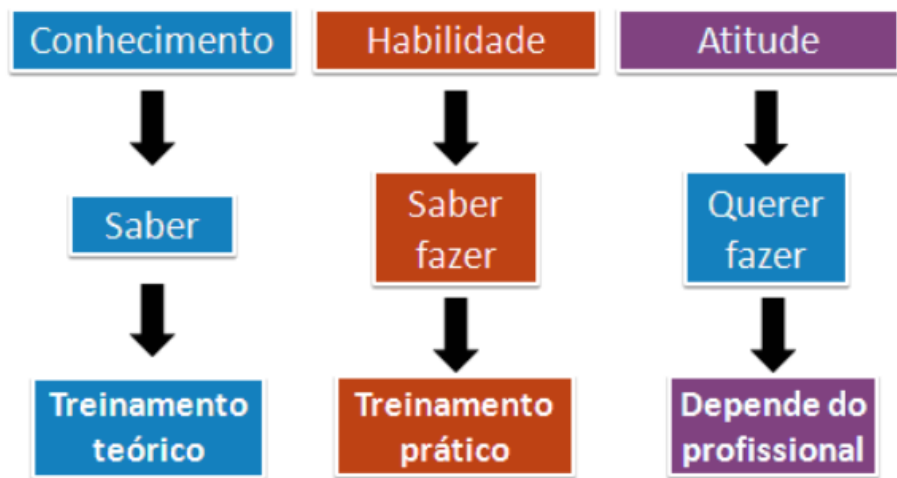 Conhecimento
Habilidade
Atitude
Saber
Saber
fazer
Querer
fazer
Treinamento
teórico
Treinamento
prático
Depende do
profissional